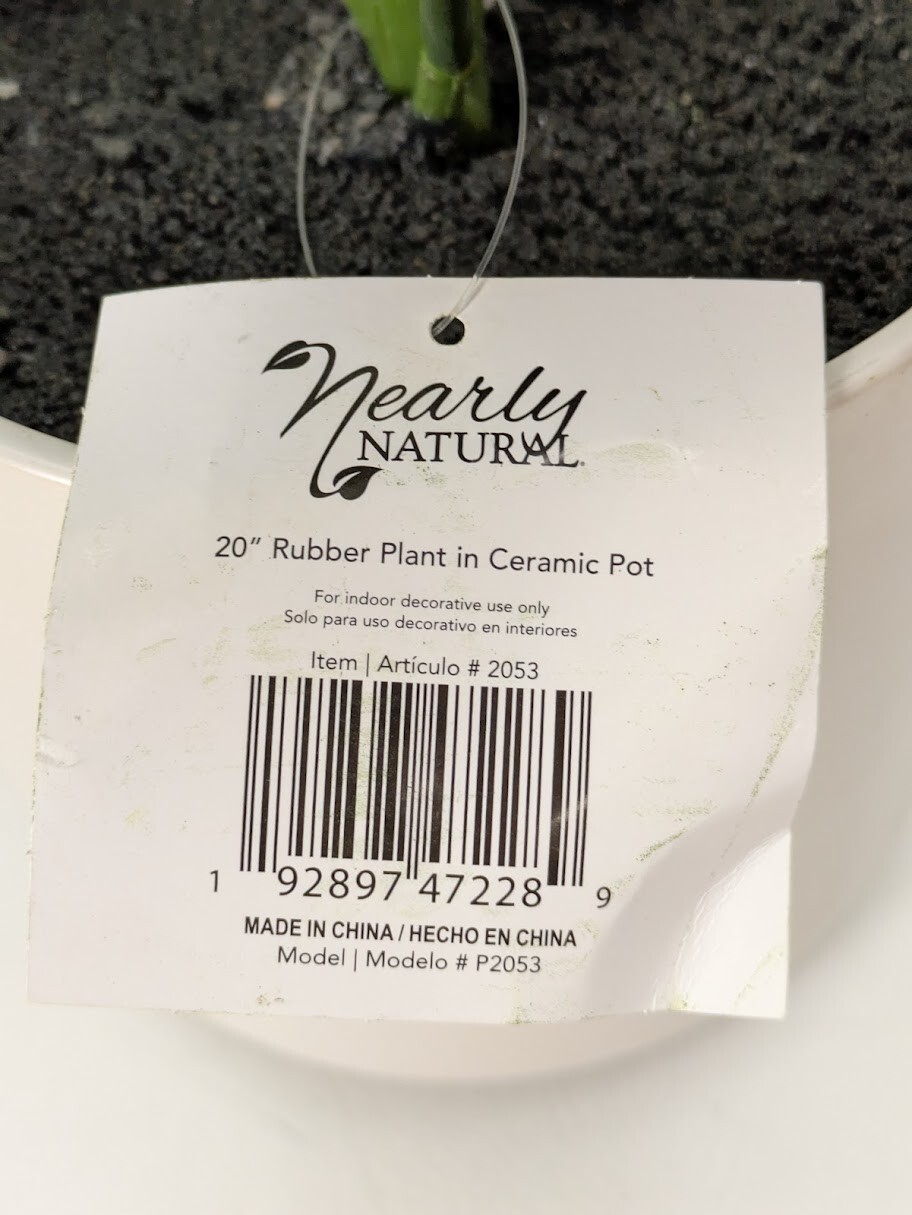 Nearly
NATURAL.
20" Rubber Plant in Ceramic Pot
For indoor decorative use only
Solo para uso decorativo en interiores
Item | Artículo # 2053
1 92897 47228 9
MADE IN CHINA / HECHO EN CHINA
Model | Modelo # P2053